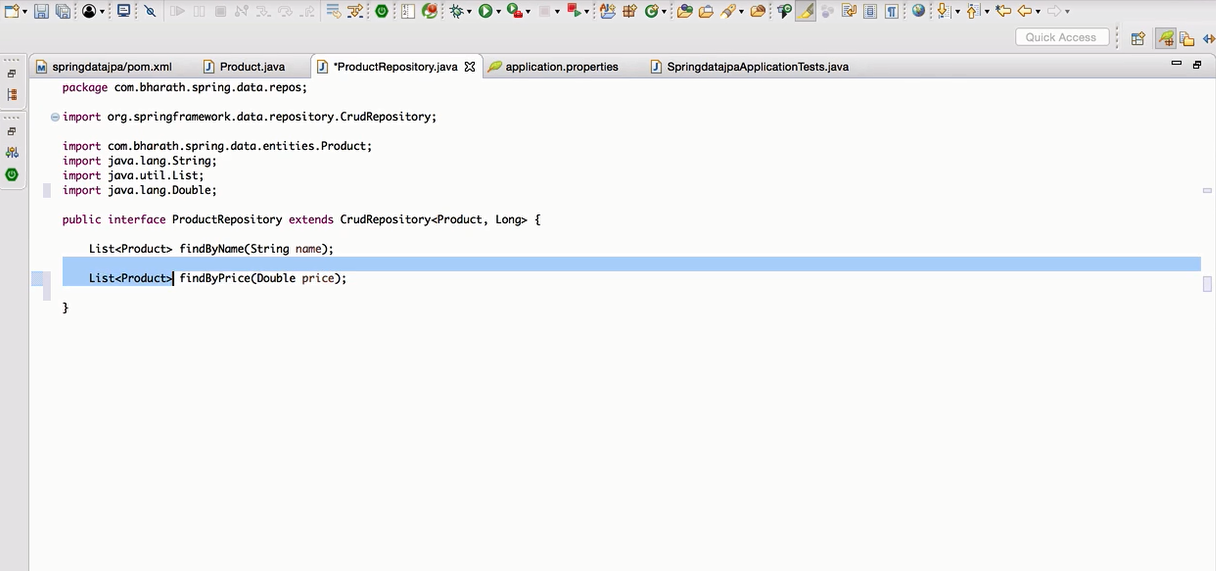 Quick Access
springdatajpa/pom.xml
Product.java
*ProductRepository.java
application.properties
SpringdatajpaApplicationTests.java
package com.bharath.spring.data.repos;
import org.springframework.data.repository.CrudRepository;
import com.bharath.spring.data.entities.Product;
import java.lang.String;
import java.util.List;
import java.lang.Double;
public interface ProductRepository extends CrudRepository<Product, Long> {
List<Product> findByName(String name);
List<Product> findByPrice(Double price);
}